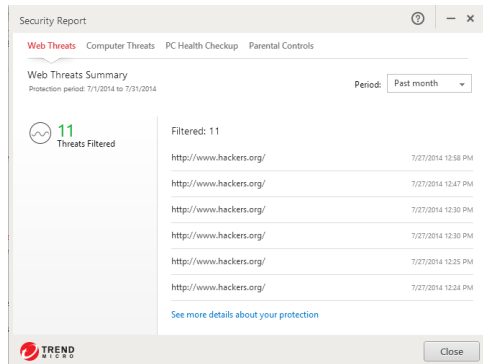 Security Report
?
Web Threats Computer Threats PC Health Checkup Parental Controls
Web Threats Summary
Protection period: 7/1/2014 to 7/31/2014
Period: Past month
11
Threats Filtered
Filtered: 11
http://www.hackers.org/ 7/27/2014 12:58 PM
http://www.hackers.org/ 7/27/2014 12:47 PM
http://www.hackers.org/ 7/27/2014 12:30 PM
http://www.hackers.org/ 7/27/2014 12:30 PM
http://www.hackers.org/ 7/27/2014 12:25 PM
http://www.hackers.org/ 7/27/2014 12:24 PM
See more details about your protection
TREND
MICRO
Close